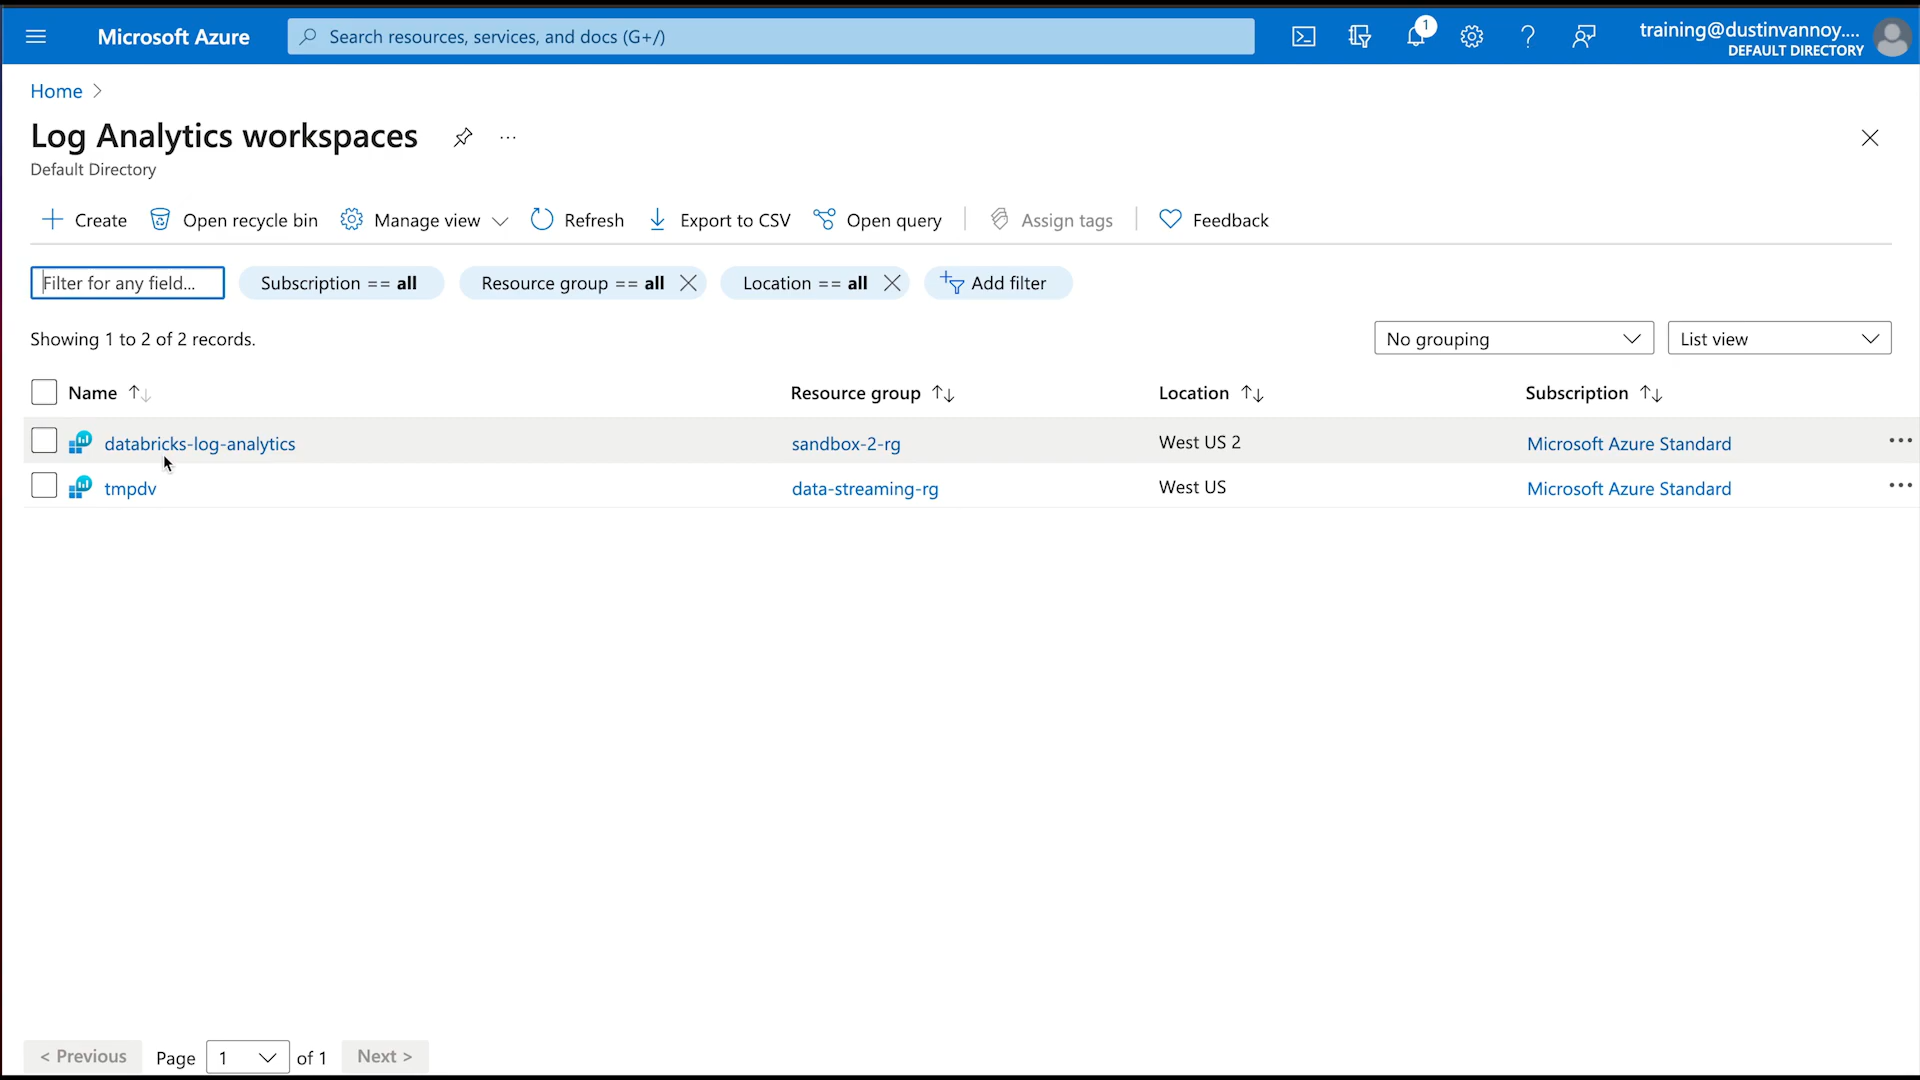 Microsoft Azure
Search resources, services, and docs (G+/)
1
training@dustinvannoy....
DEFAULT DIRECTORY
Home
Log Analytics workspaces
...
Default Directory
Create
Open recycle bin
Manage view
Refresh
Export to CSV
Open query
Assign tags
Feedback
Filter for any field...
Subscription == all
Resource group == all
Location == all
Add filter
Showing 1 to 2 of 2 records.
No grouping
List view
Name
Resource group
Location
Subscription
databricks-log-analytics
sandbox-2-rg
West US 2
Microsoft Azure Standard
...
tmpdv
data-streaming-rg
West US
Microsoft Azure Standard
...
< Previous
Page
1
of 1
Next >